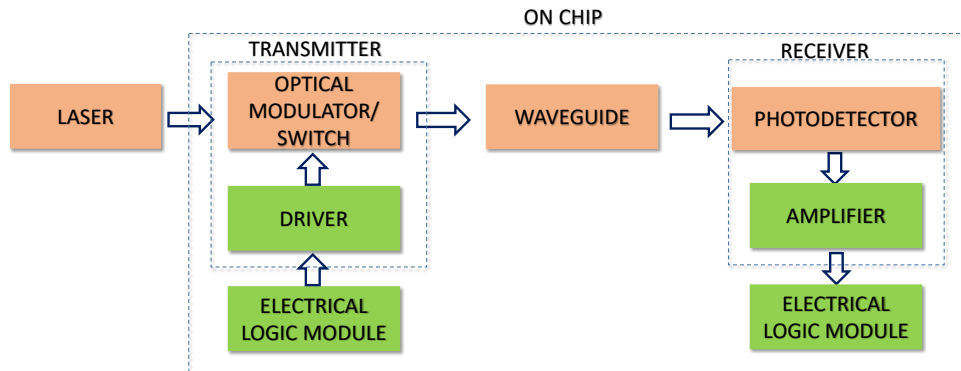 ON CHIP
TRANSMITTER
RECEIVER
LASER
OPTICAL
MODULATOR/
SWITCH
WAVEGUIDE
PHOTODETECTOR
DRIVER
AMPLIFIER
ELECTRICAL
LOGIC MODULE
ELECTRICAL
LOGIC MODULE